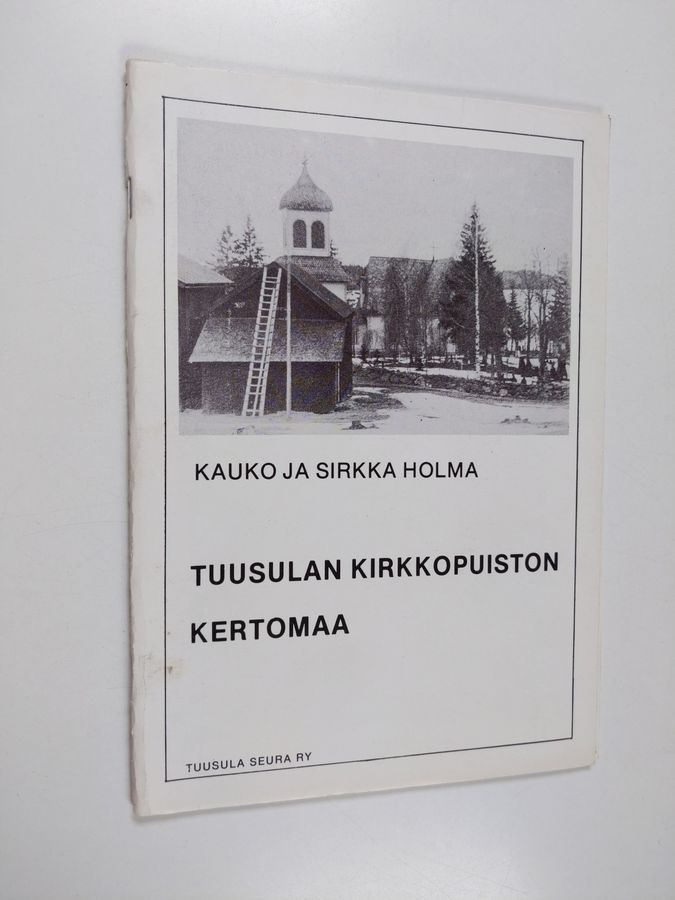 KAUKO JA SIRKKA HOLMA
TUUSULAN KIRKKOPUISTON
KERTOMAA
TUUSULA SEURA RY